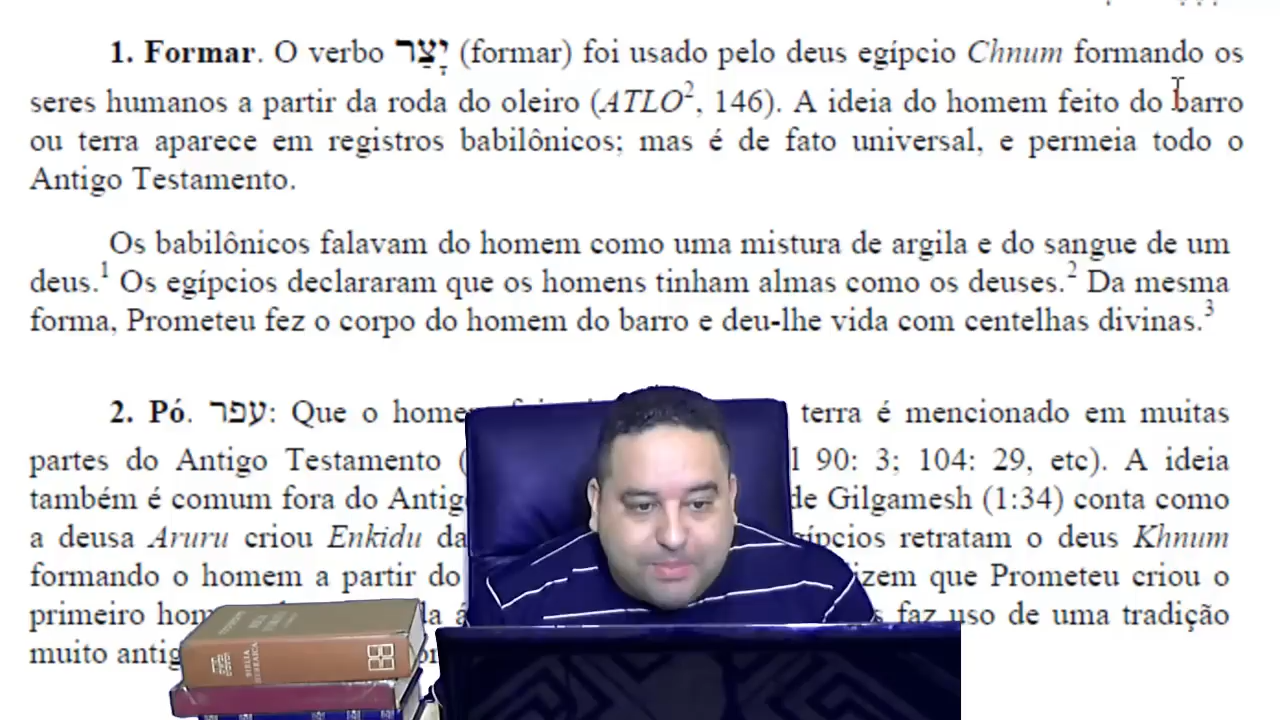 1. Formar. O verbo יָצַר (formar) foi usado pelo deus egípcio Chnum formando os
seres humanos a partir da roda do oleiro (ATLO², 146). A ideia do homem feito do barro
ou terra aparece em registros babilônicos; mas é de fato universal, e permeia todo o
Antigo Testamento.
Os babilônicos falavam do homem como uma mistura de argila e do sangue de um
deus.¹ Os egípcios declararam que os homens tinham almas como os deuses.² Da mesma
forma, Prometeu fez o corpo do homem do barro e deu-lhe vida com centelhas divinas.³
2. Pó. עפר: Que o terra é mencionado em muitas
partes do Antigo Testamento ( 90: 3; 104: 29, etc). A ideia
também é comum fora do de Gilgamesh (1:34) conta como
a deusa Aruru criou Enkidu retratam o deus Khnum
formando o homem a partir do que Prometeu criou o
primeiro faz uso de uma tradição
muito
BIBLIA
HEBRAICA